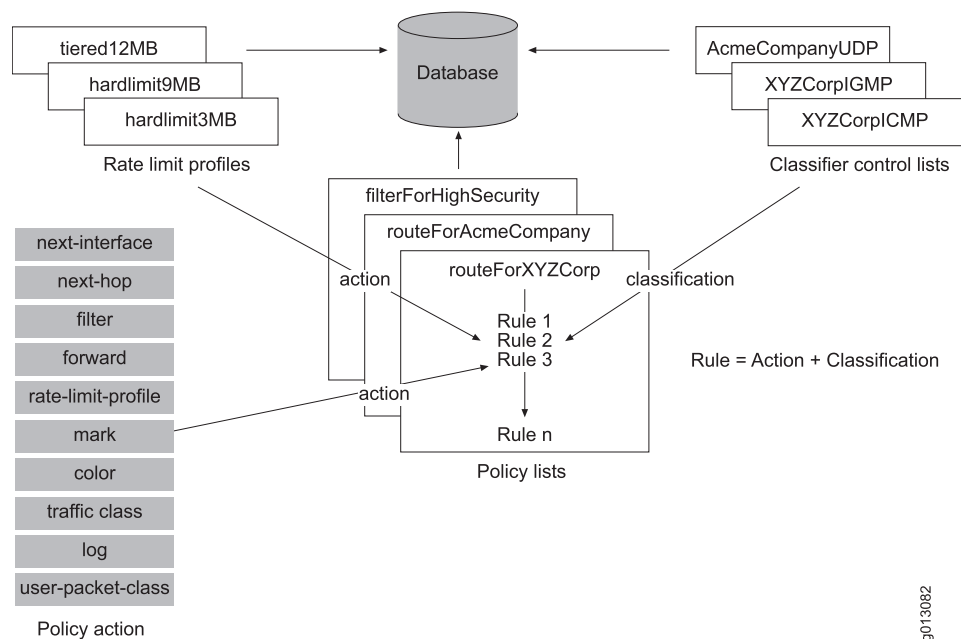 tiered12MB
hardlimit9MB
hardlimit3MB
Rate limit profiles
Database
AcmeCompanyUDP
XYZCorpIGMP
XYZCorpICMP
Classifier control lists
filterForHighSecurity
routeForAcmeCompany
routeForXYZCorp
action
classification
Rule 1
Rule 2
Rule 3
action
Rule n
Policy lists
Rule = Action + Classification
next-interface
next-hop
filter
forward
rate-limit-profile
mark
color
traffic class
log
user-packet-class
Policy action
g013082